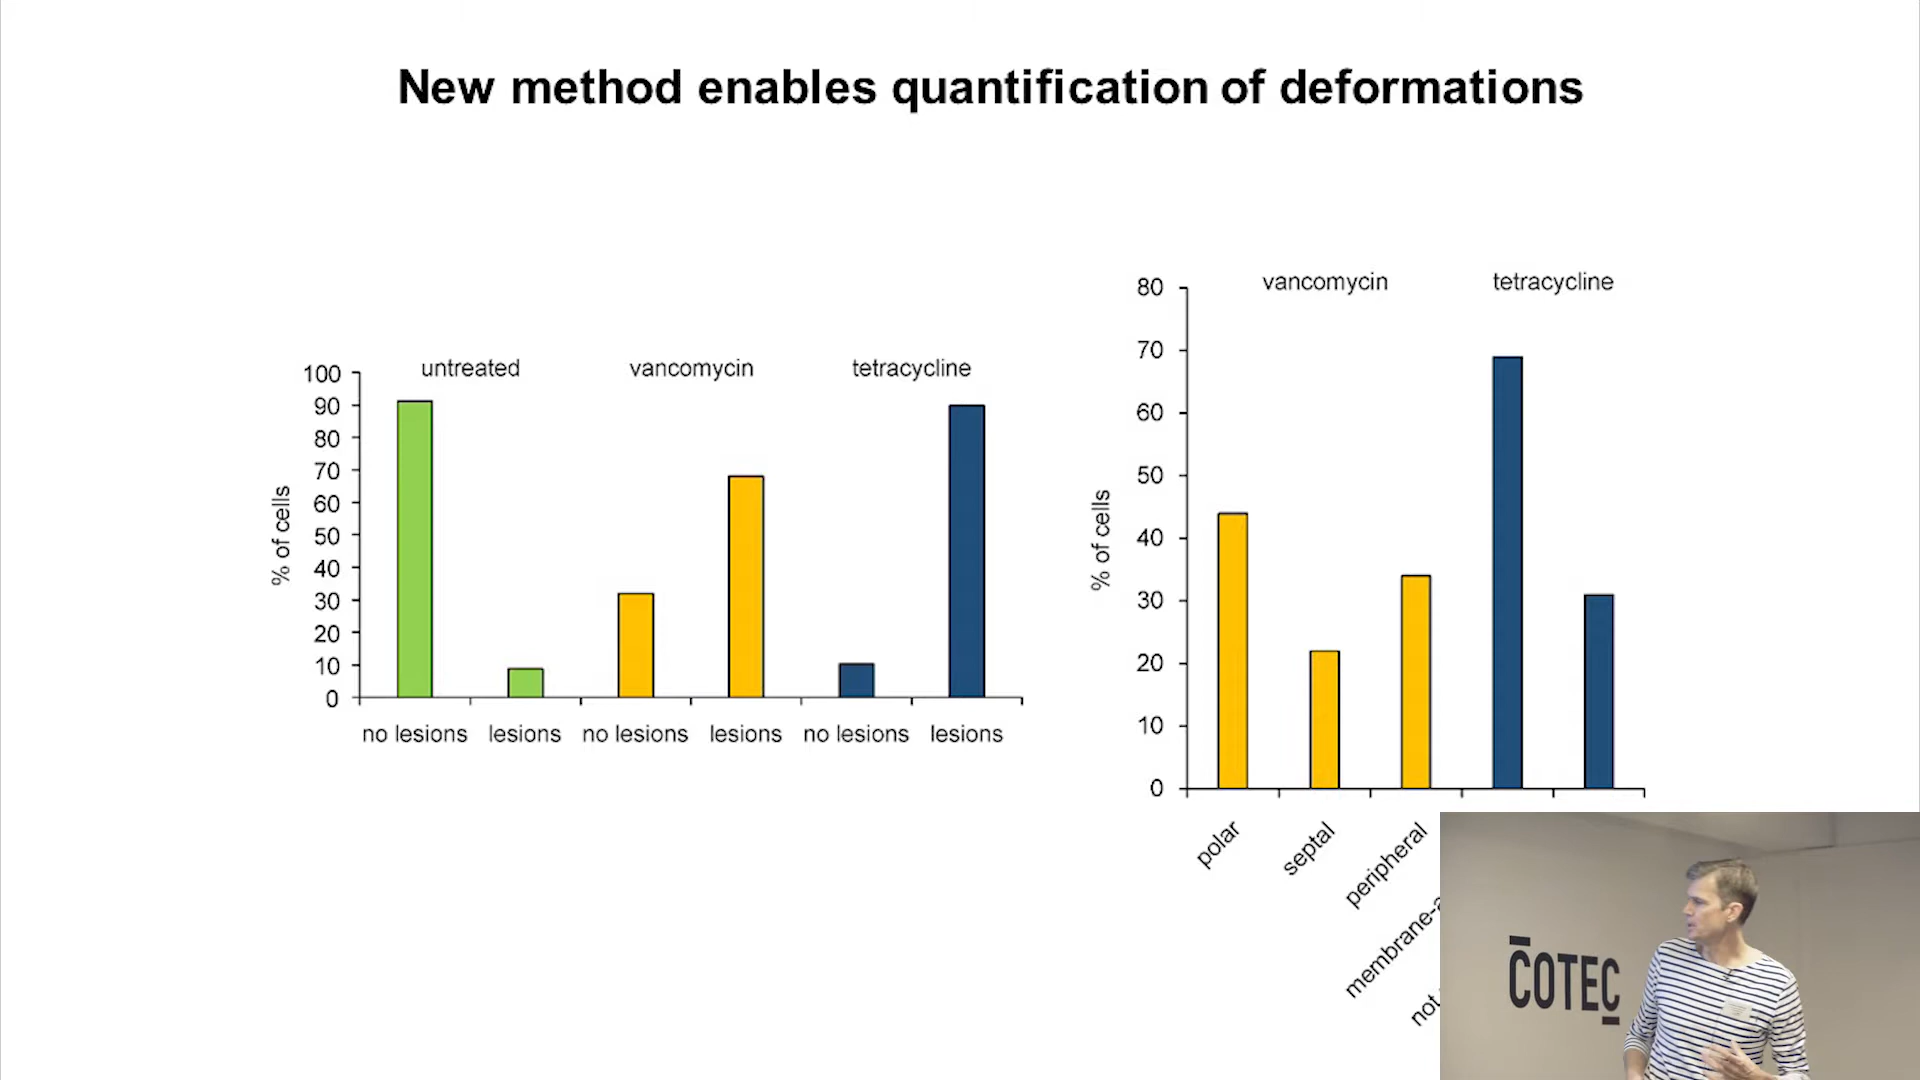 New method enables quantification of deformations
untreated
vancomycin
tetracycline
% of cells
100
90
80
70
60
50
40
30
20
10
0
no lesions
lesions
no lesions
lesions
no lesions
lesions
vancomycin
tetracycline
% of cells
80
70
60
50
40
30
20
10
0
polar
septal
peripheral
COTEC